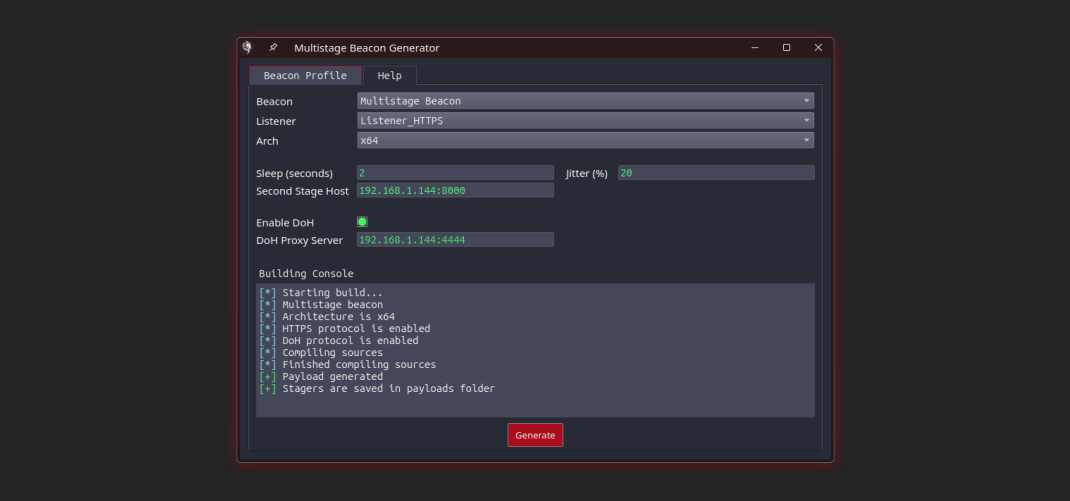 Multistage Beacon Generator
Beacon Profile Help
Beacon Multistage Beacon
Listener Listener_HTTPS
Arch x64
Sleep (seconds) 2 Jitter (%) 20
Second Stage Host 192.168.1.144:8000
Enable DoH
DoH Proxy Server 192.168.1.144:4444
Building Console
[*] Starting build...
[*] Multistage beacon
[*] Architecture is x64
[*] HTTPS protocol is enabled
[*] DoH protocol is enabled
[*] Compiling sources
[*] Finished compiling sources
[+] Payload generated
[+] Stagers are saved in payloads folder
Generate